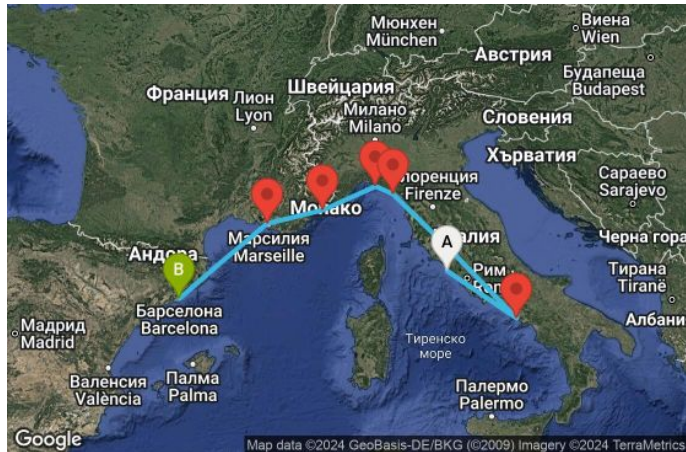 Мюнхен
München
Виена
Wien
Австрия
Будапеща
Budapest
Франция
Лион
Lyon
Швейцария
Милано
Milano
Словения
Хърватия
лоренция
Firenze
Сараево
Sarajevo
Монако
Марсилия
Marseille
Андора
A
алия
Черна гора
B
Рим
Тирана
Tiranë
Барселона
Barcelona
Албани
Мадрид
Madrid
Тиренско
море
Валенсия
València
Палма
Palma
Палермо
Palermo
Google
Map data ©2024 GeoBasis-DE/BKG (©2009) Imagery ©2024 TerraMetrics